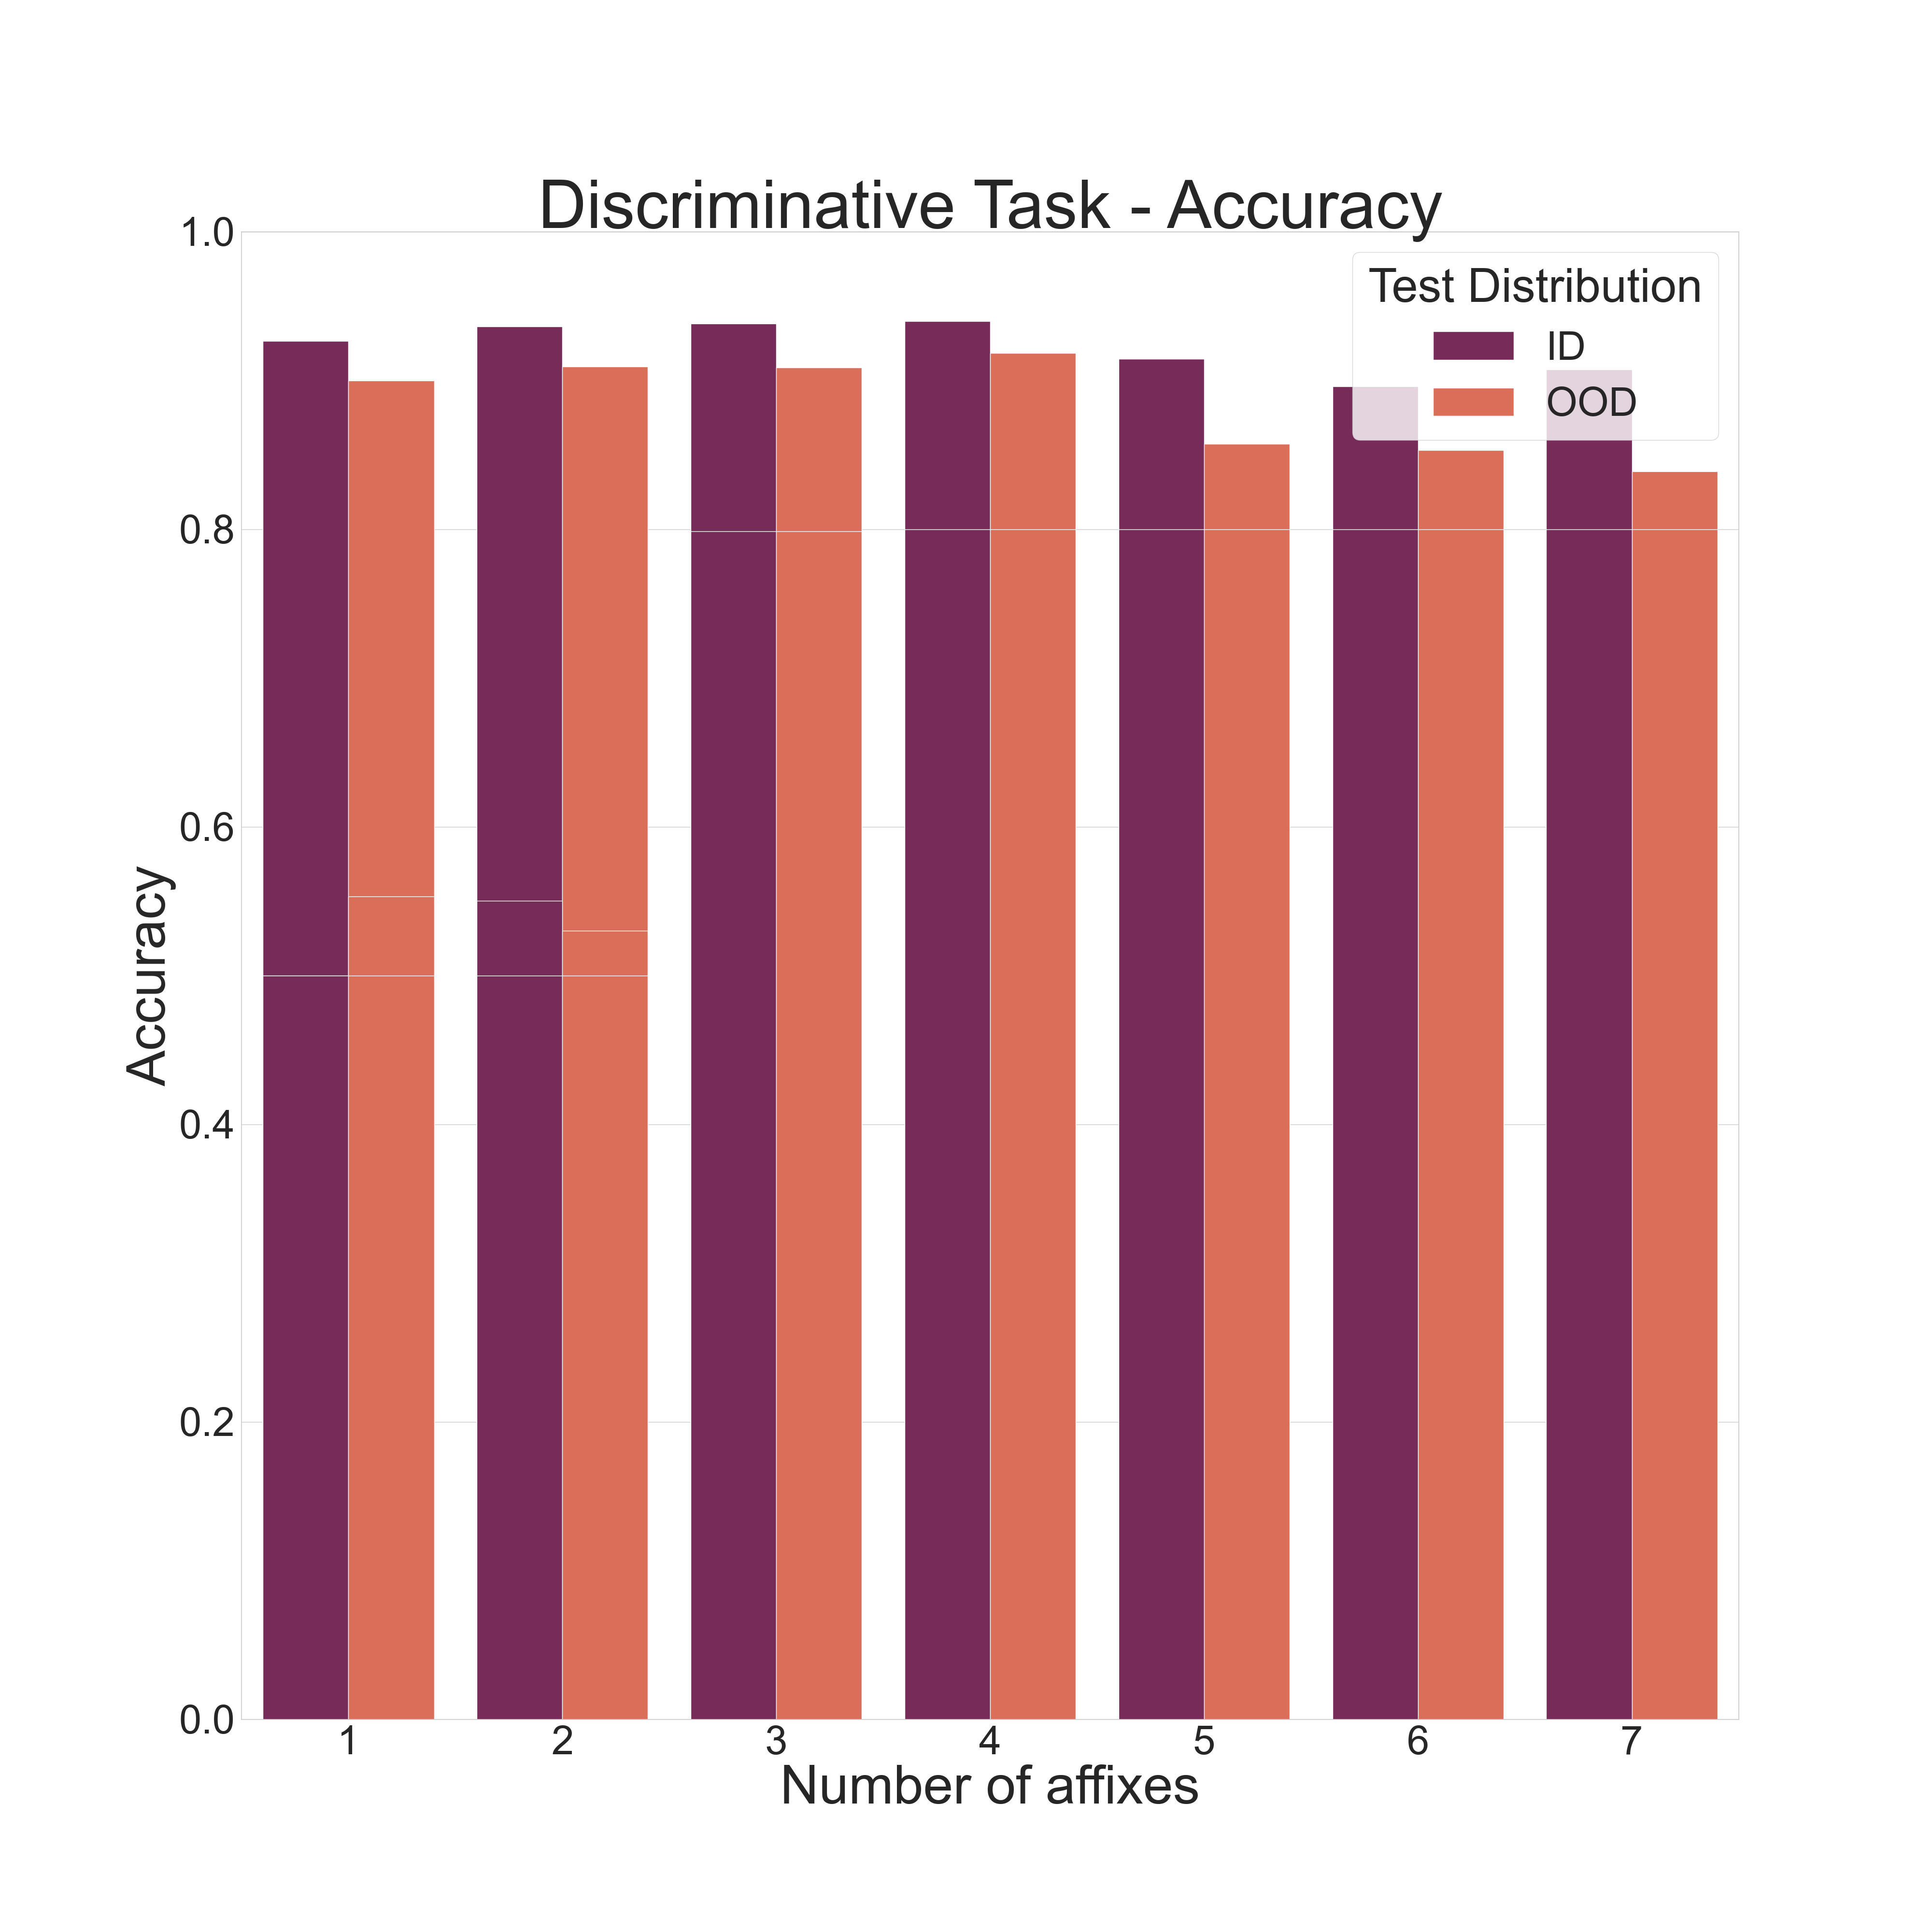 Discriminative Task - Accuracy
1.0
Test Distribution
ID
OOD
0.8
0.6
Accuracy
0.4
0.2
0.0
1 2 3 4 5 6 7
Number of affixes